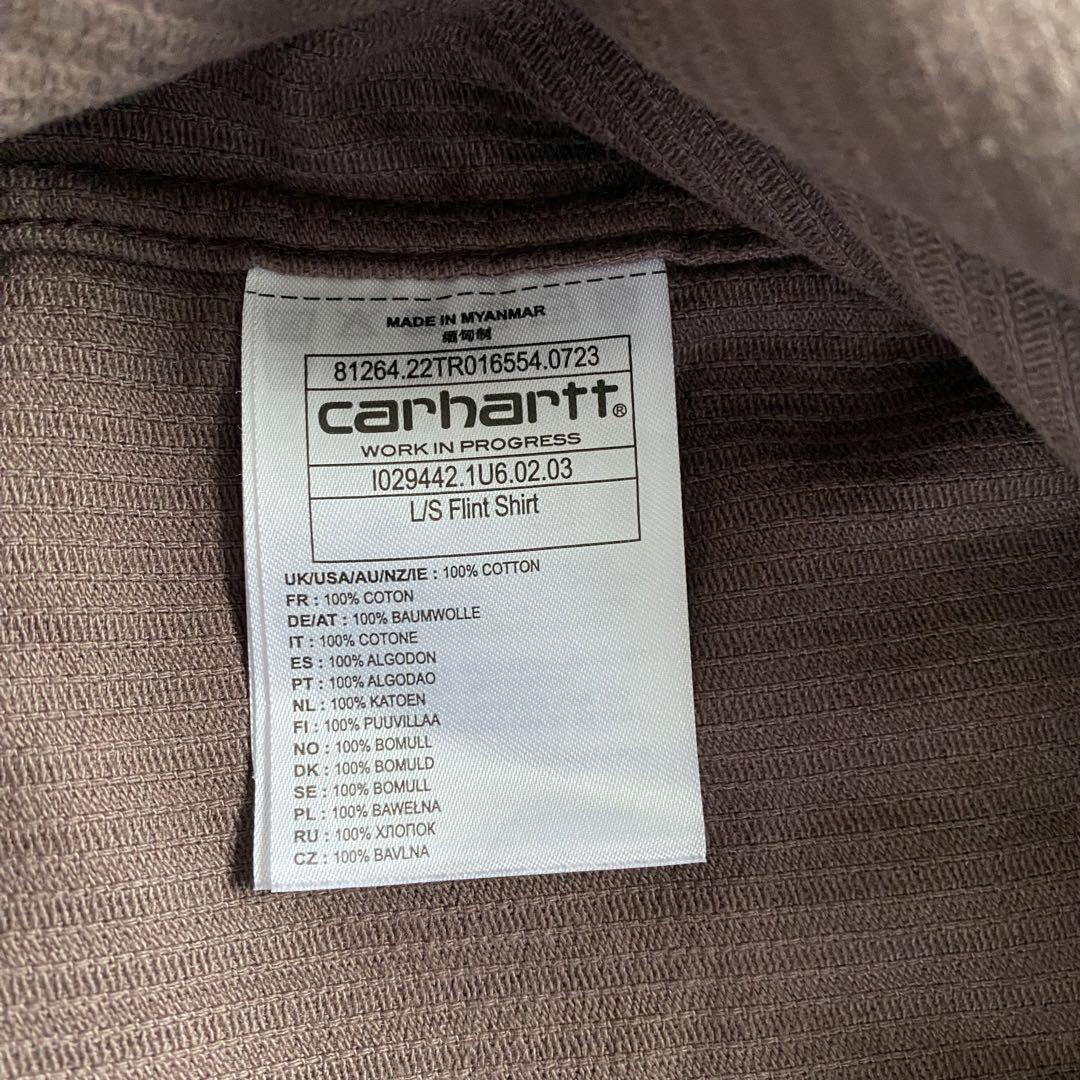 MADE IN MYANMAR
缅甸制
81264.22TR016554.0723
carhartt®
WORK IN PROGRESS
I029442.1U6.02.03
L/S Flint Shirt
UK/USA/AU/NZ/IE : 100% COTTON
FR : 100% COTON
DE/AT : 100% BAUMWOLLE
IT : 100% COTONE
ES : 100% ALGODON
PT : 100% ALGODAO
NL : 100% KATOEN
FI : 100% PUUVILLAA
NO : 100% BOMULL
DK : 100% BOMULD
SE : 100% BOMULL
PL : 100% BAWEŁNA
RU : 100% ХЛОПОК
CZ : 100% BAVLNA